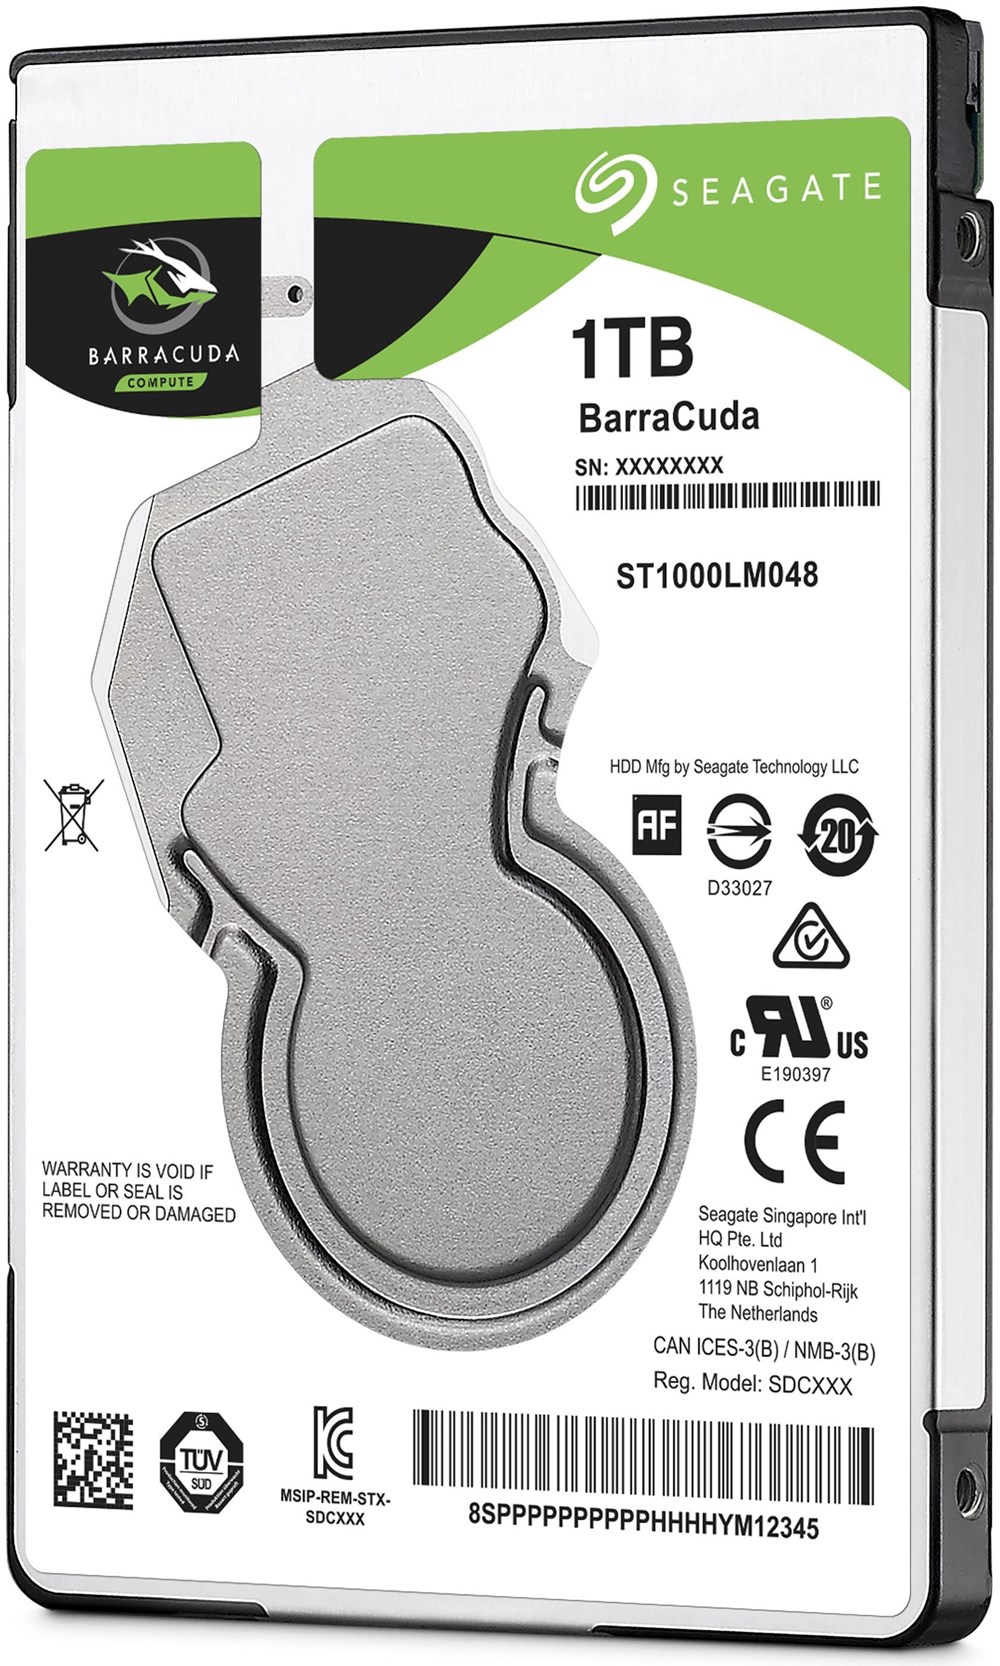 SEAGATE
BARRACUDA
COMPUTE
1TB
BarraCuda
SN: XXXXXXXX
ST1000LM048
HDD Mfg by Seagate Technology LLC
AF
20
D33027
C
RU
®
US
E190397
CE
WARRANTY IS VOID IF
LABEL OR SEAL IS
REMOVED OR DAMAGED
Seagate Singapore Int'l
HQ Pte. Ltd
Koolhovenlaan 1
1119 NB Schiphol-Rijk
The Netherlands
CAN ICES-3(B) / NMB-3(B)
Reg. Model: SDCXXX
S
TÜV
SÜD
KC
MSIP-REM-STX-
SDCXXX
8SPPPPPPPPPPHHHHYM12345